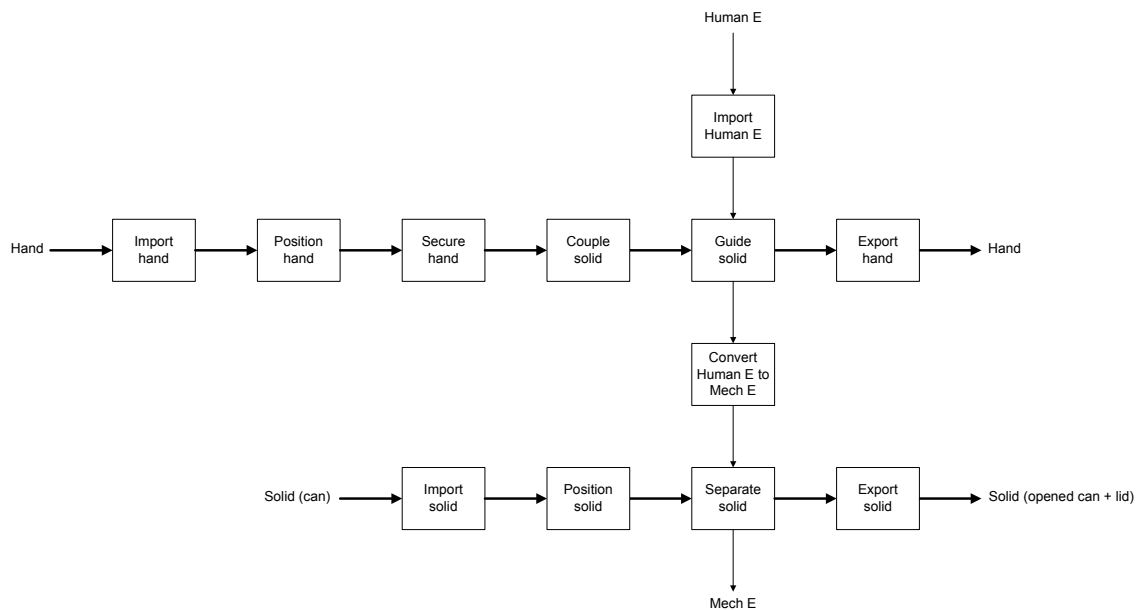 Human E
Import
Human E
Hand
Import
hand
Position
hand
Secure
hand
Couple
solid
Guide
solid
Export
hand
Hand
Convert
Human E to
Mech E
Solid (can)
Import
solid
Position
solid
Separate
solid
Export
solid
Solid (opened can + lid)
Mech E